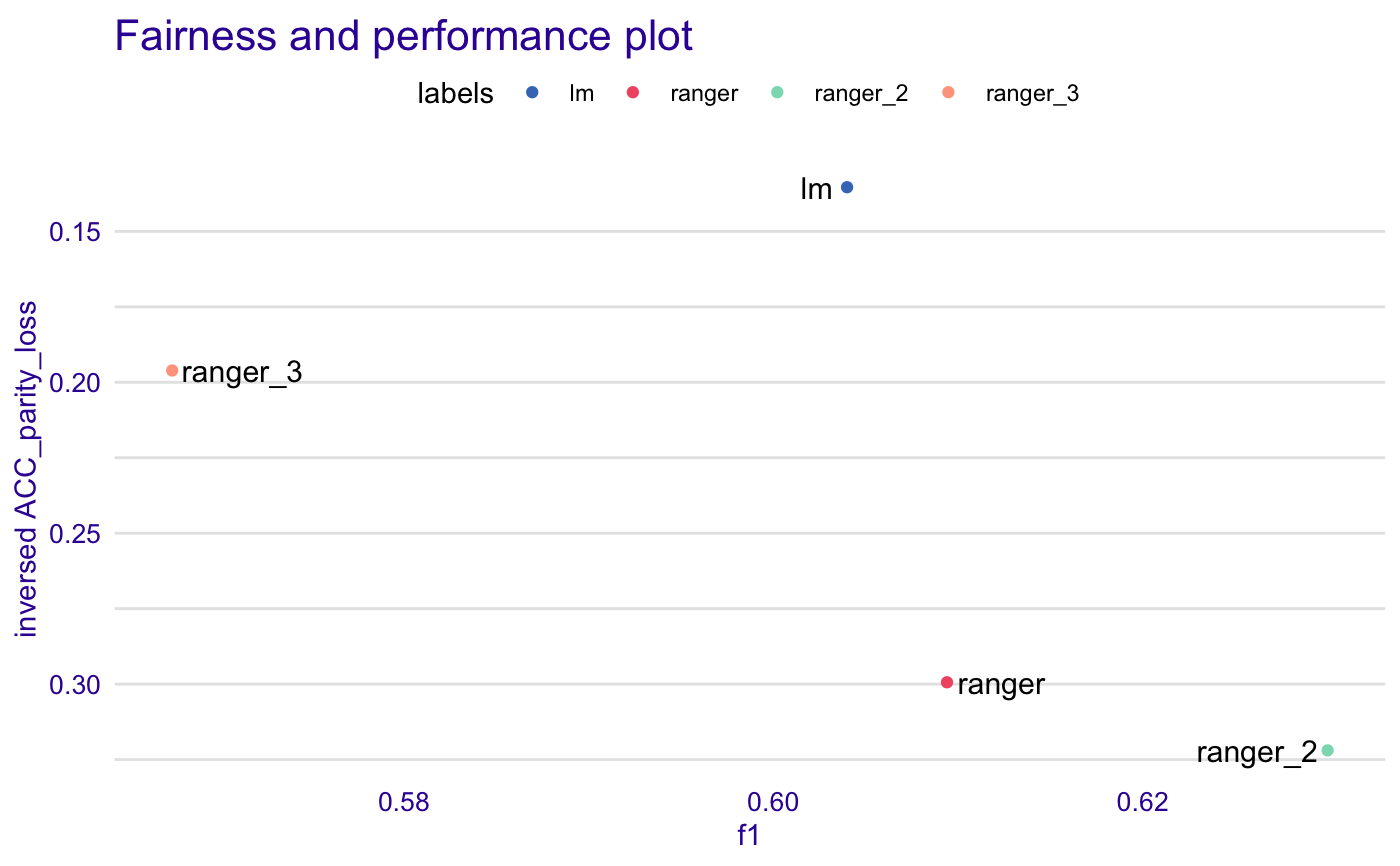 Fairness and performance plot
labels lm ranger ranger_2 ranger_3
lm
0.15
ranger_3
0.20
inversed ACC_parity_loss
0.25
0.30
ranger
ranger_2
0.58 0.60 0.62
f1